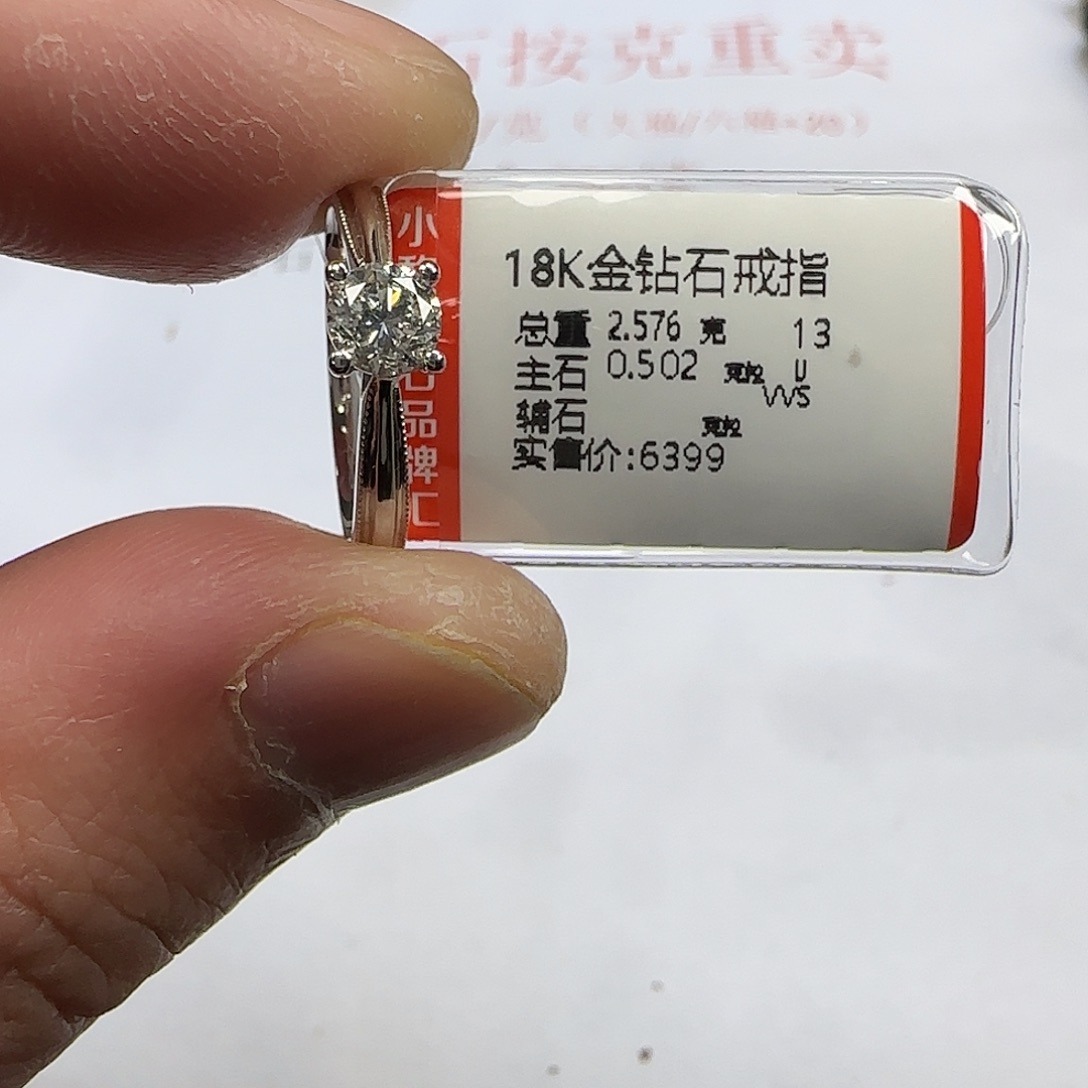 石按克重卖
18K金钻石戒指
总重 2.576 克 13
主石 0.502 克拉 U
VVS
辅石 克拉
实售价:6399
品牌汇